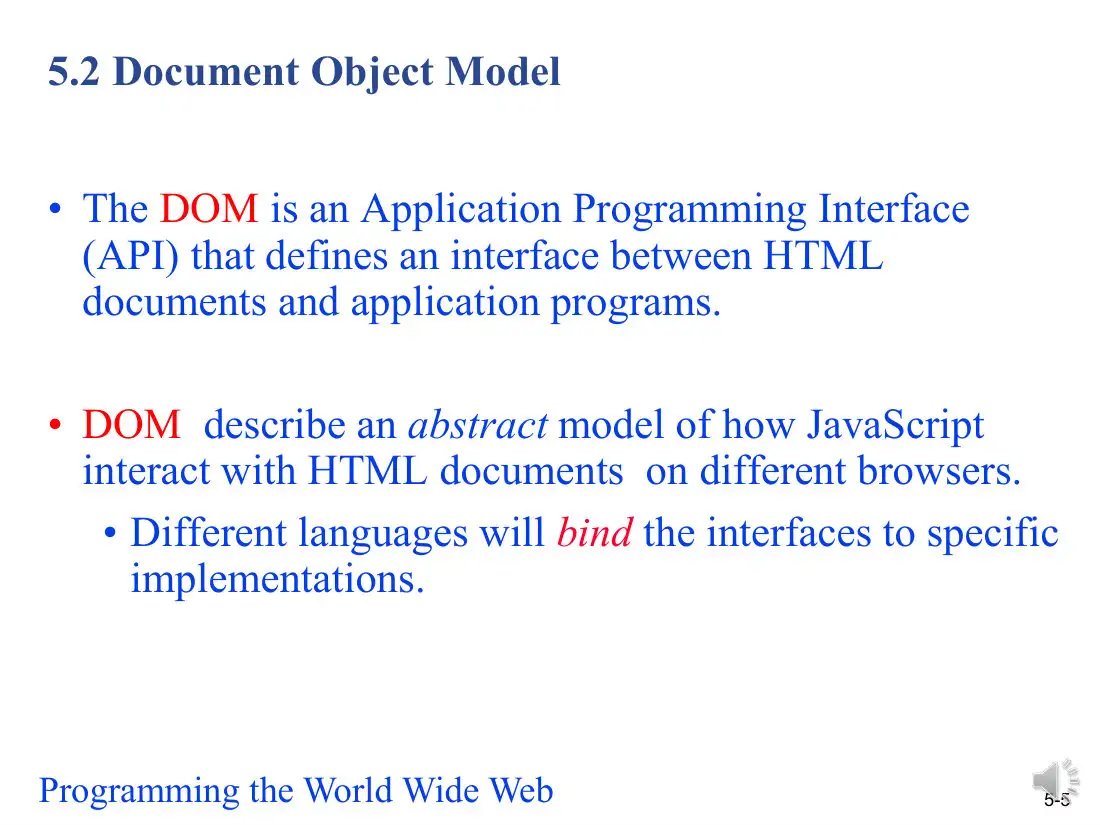 5.2 Document Object Model
• The DOM is an Application Programming Interface
(API) that defines an interface between HTML
documents and application programs.
• DOM  describe an abstract model of how JavaScript
interact with HTML documents  on different browsers.
• Different languages will bind the interfaces to specific
implementations.
Programming the World Wide Web
5-5